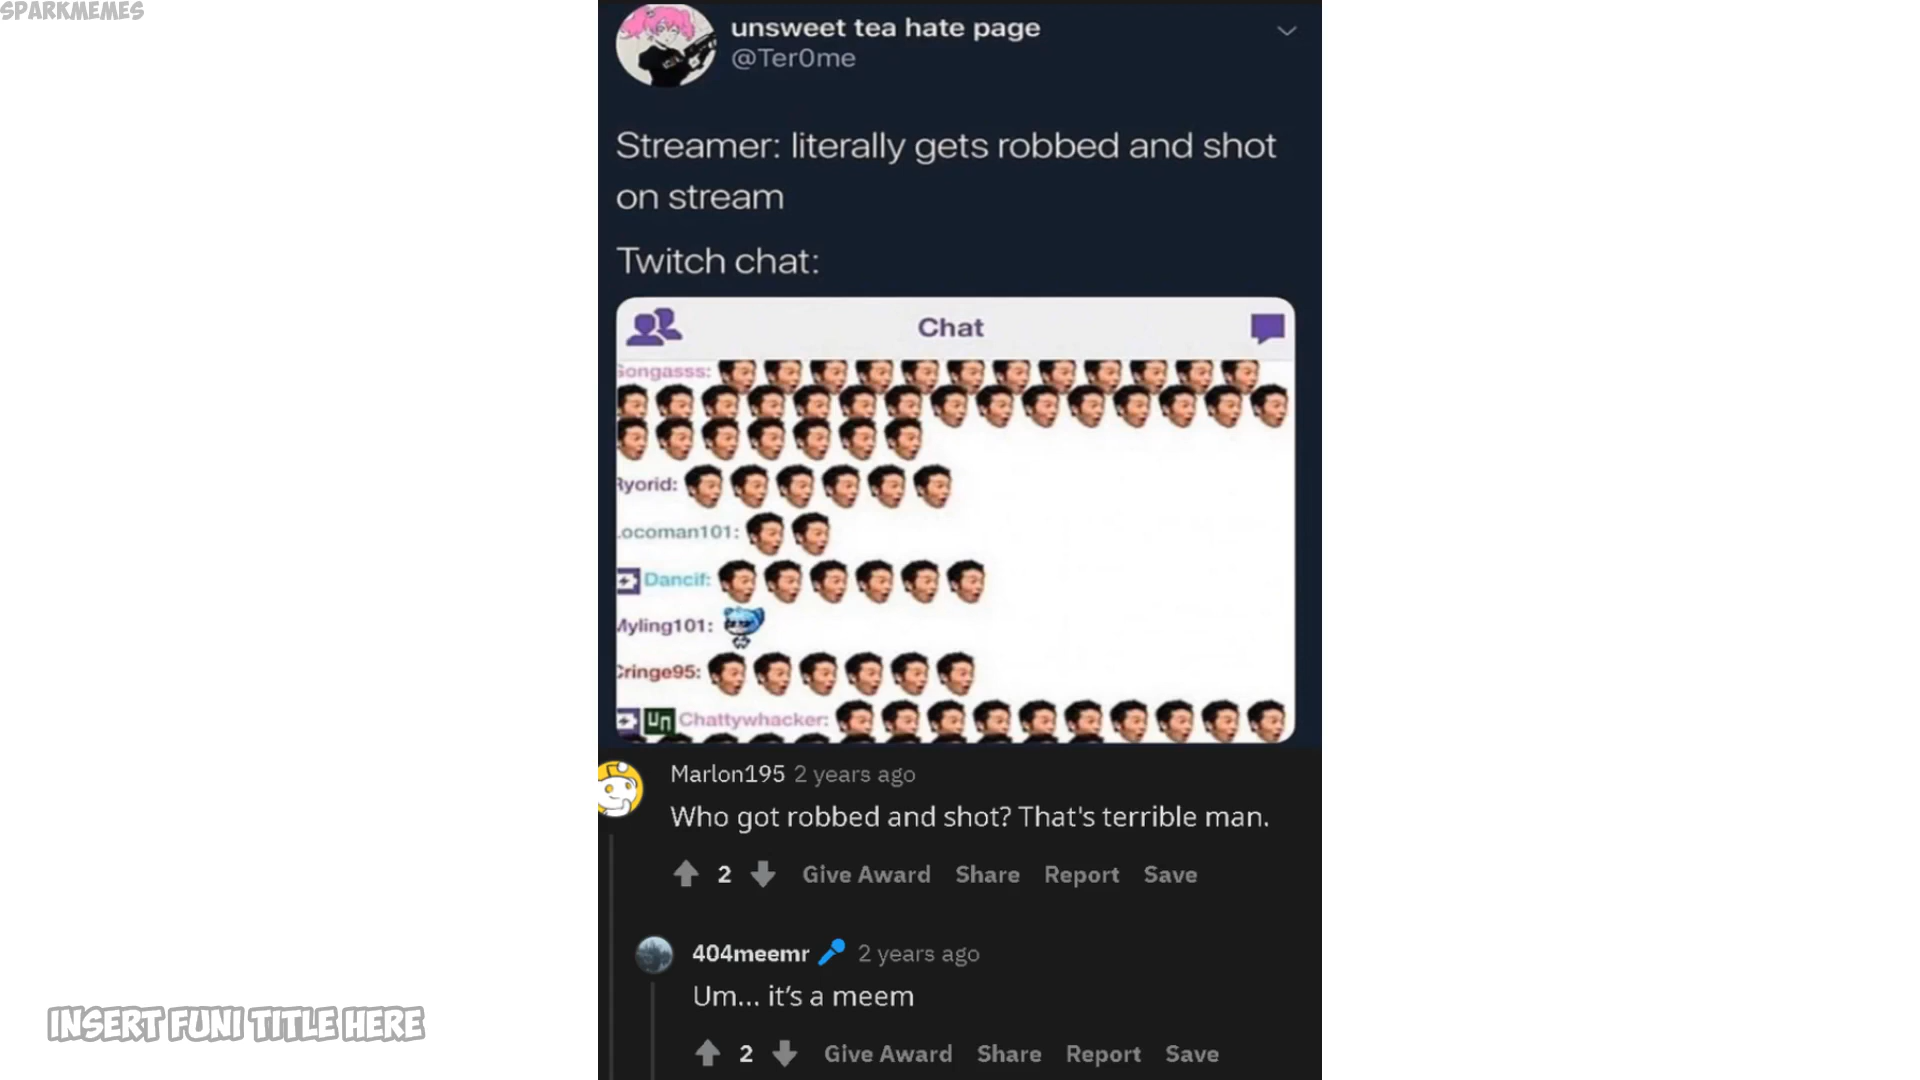 SPARKMEMES
unsweet tea hate page
@Ter0me
Streamer: literally gets robbed and shot
on stream
Twitch chat:
Chat
Songasss:
Ryorid:
Locoman101:
Dancif:
Myling101:
Cringe95:
Un Chattywhacker:
Marlon195 2 years ago
Who got robbed and shot? That's terrible man.
2 Give Award Share Report Save
404meemr 2 years ago
Um... it's a meem
2 Give Award Share Report Save
INSERT FUNI TITLE HERE